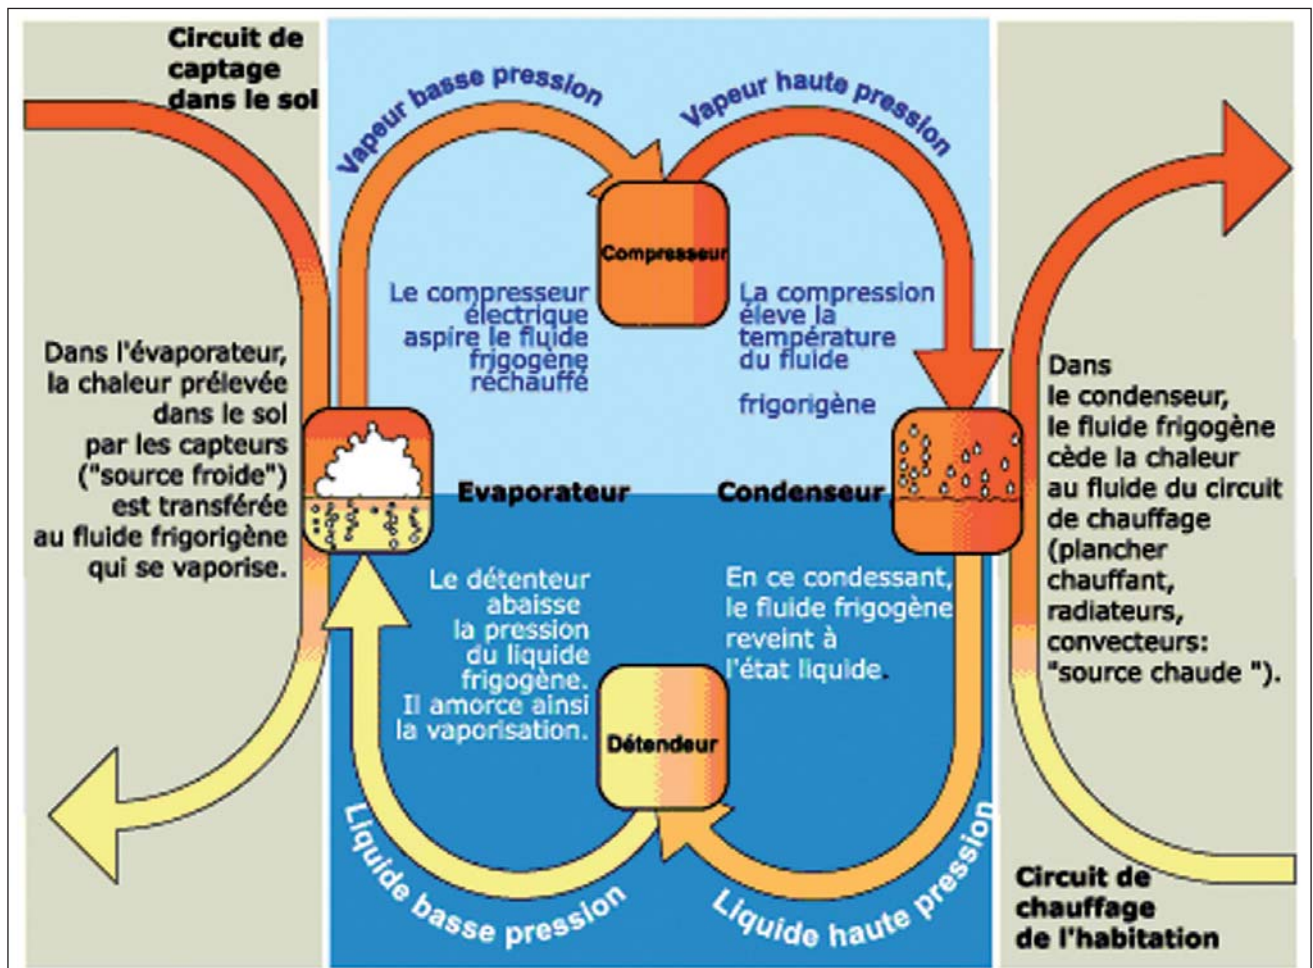 Circuit de
captage
dans le sol
Vapeur basse pression
Vapeur haute pression
Compresseur
Le compresseur
électrique
aspire le fluide
frigogène
réchauffé
La compression
éleve la
température
du fluide
frigorigène
Dans l'évaporateur,
la chaleur prélevée
dans le sol
par les capteurs
("source froide")
est transférée
au fluide frigorigène
qui se vaporise.
Evaporateur
Condenseur
Dans
le condenseur,
le fluide frigogène
cède la chaleur
au fluide du circuit
de chauffage
(plancher
chauffant,
radiateurs,
convecteurs:
"source chaude ").
Le détenteur
abaisse
la pression
du liquide
frigogène.
Il amorce ainsi
la vaporisation.
En ce condessant,
le fluide frigogène
reveint à
l'état liquide.
Détendeur
Liquide basse pression
Liquide haute pression
Circuit de
chauffage
de l'habitation